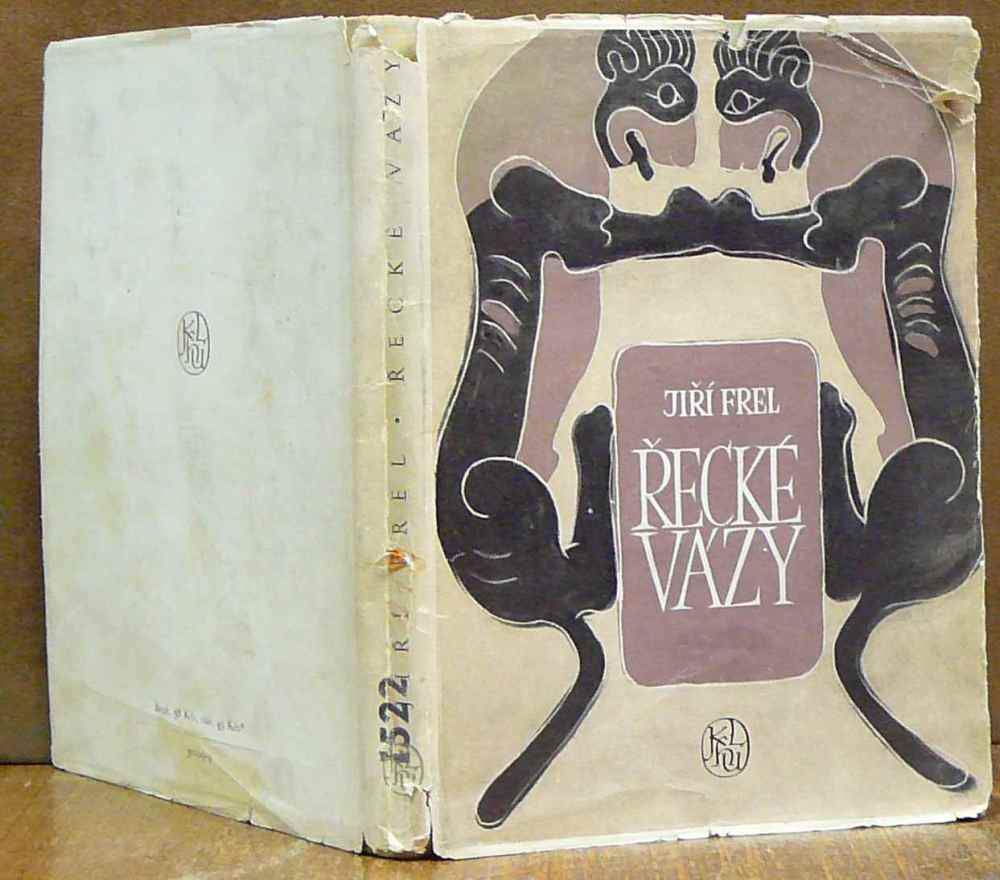 JIŘÍ FREL
ŘECKÉ
VÁZY
JIŘÍ FREL · ŘECKÉ VÁZY
1522